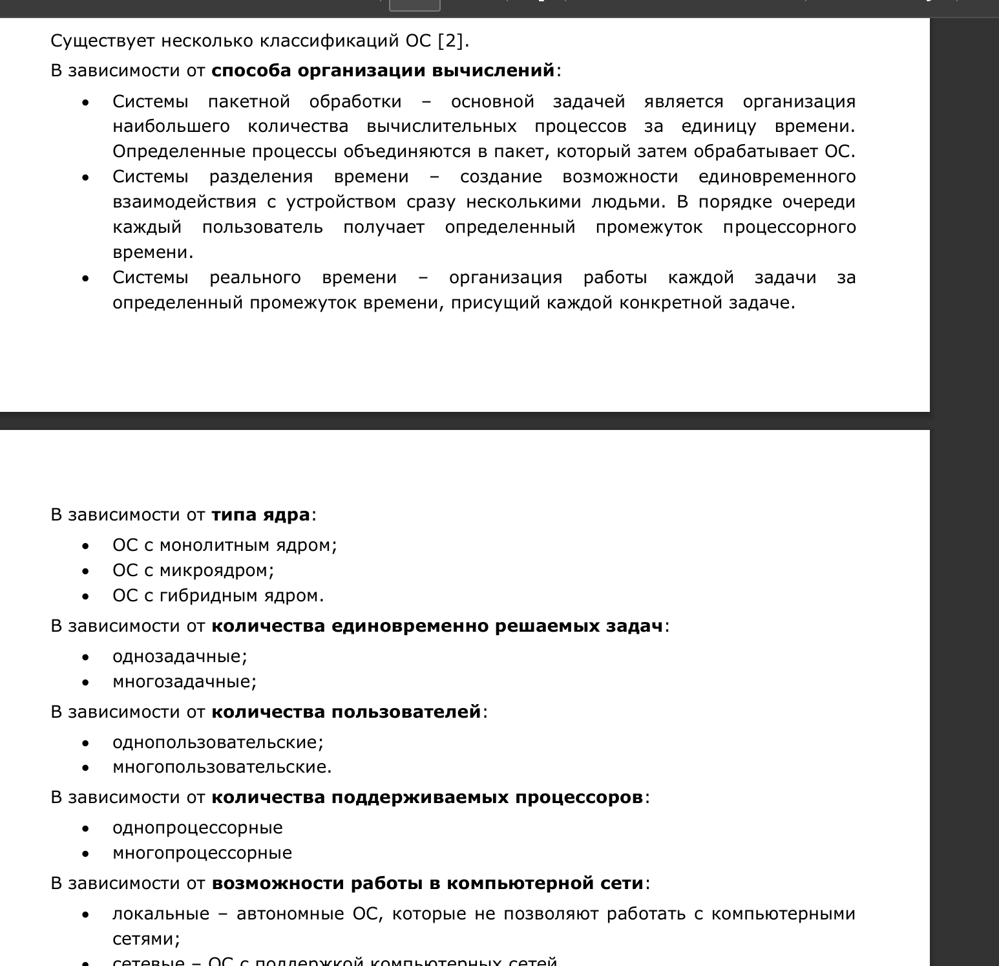 Существует несколько классификаций ОС [2].
В зависимости от способа организации вычислений:
• Системы пакетной обработки – основной задачей является организация
наибольшего количества вычислительных процессов за единицу времени.
Определенные процессы объединяются в пакет, который затем обрабатывает ОС.
• Системы разделения времени – создание возможности единовременного
взаимодействия с устройством сразу несколькими людьми. В порядке очереди
каждый пользователь получает определенный промежуток процессорного
времени.
• Системы реального времени – организация работы каждой задачи за
определенный промежуток времени, присущий каждой конкретной задаче.
В зависимости от типа ядра:
• ОС с монолитным ядром;
• ОС с микроядром;
• ОС с гибридным ядром.
В зависимости от количества единовременно решаемых задач:
• однозадачные;
• многозадачные;
В зависимости от количества пользователей:
• однопользовательские;
• многопользовательские.
В зависимости от количества поддерживаемых процессоров:
• однопроцессорные
• многопроцессорные
В зависимости от возможности работы в компьютерной сети:
• локальные – автономные ОС, которые не позволяют работать с компьютерными
сетями;
• сетевые – ОС с поддержкой компьютерных сетей